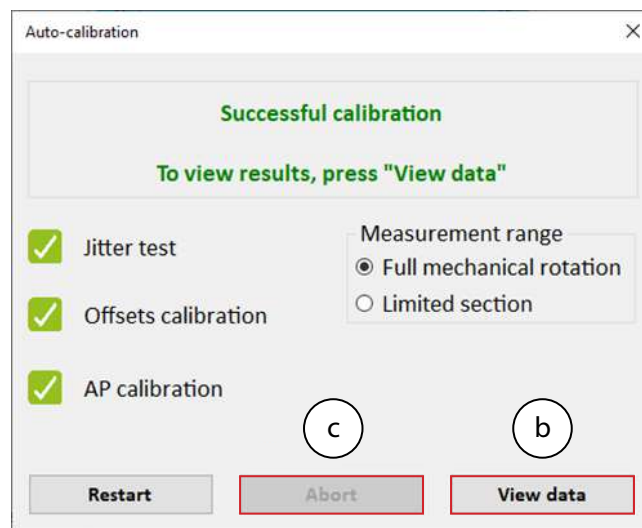 Auto-calibration
Successful calibration
To view results, press "View data"
Jitter test
Offsets calibration
AP calibration
Measurement range
Full mechanical rotation
Limited section
c
b
Restart
Abort
View data